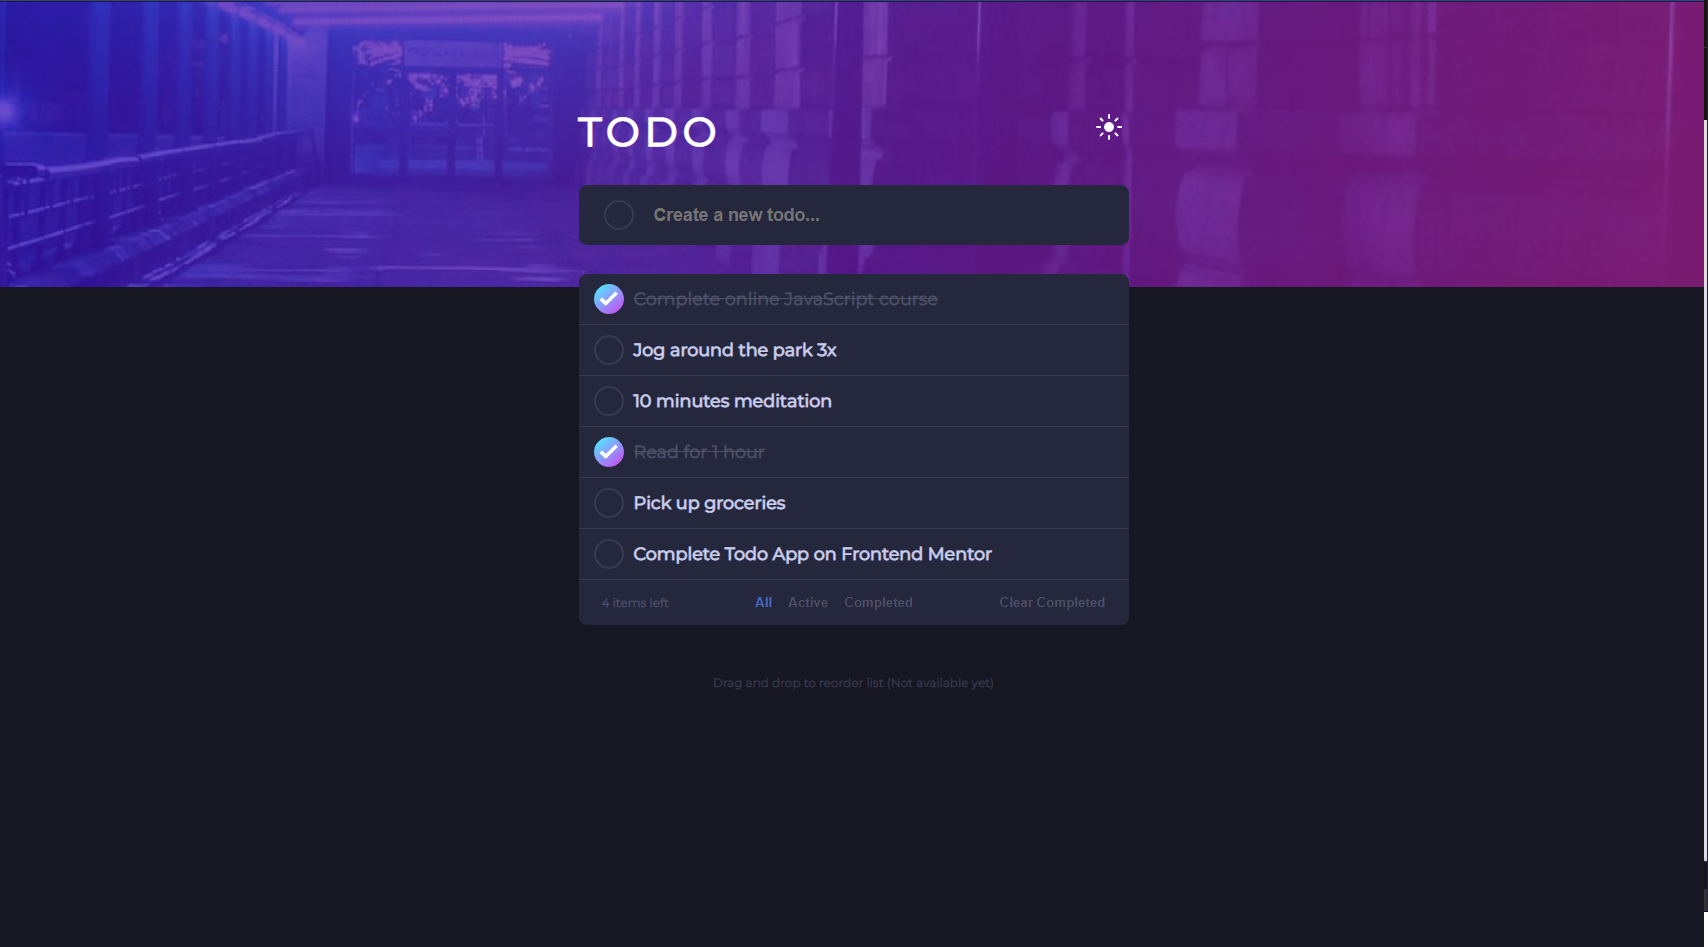 TODO
Create a new todo...
Complete online JavaScript course
Jog around the park 3x
10 minutes meditation
Read for 1 hour
Pick up groceries
Complete Todo App on Frontend Mentor
4 items left All Active Completed Clear Completed
Drag and drop to reorder list (Not available yet)